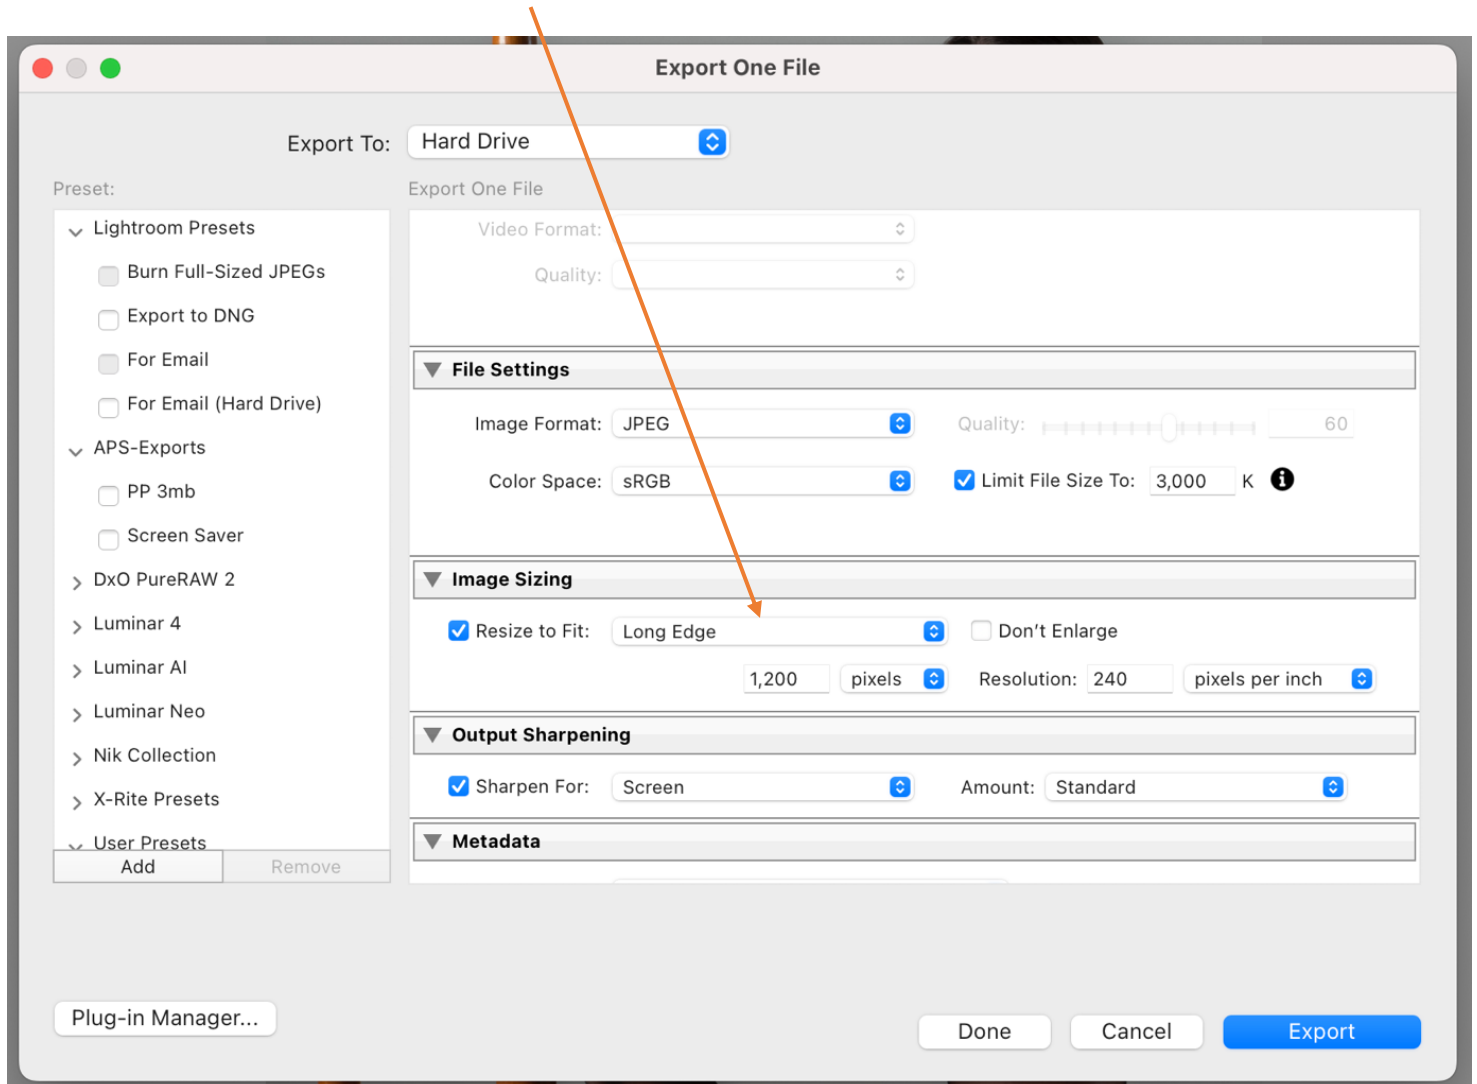 Export One File
Export To: Hard Drive
Preset:
Export One File
Lightroom Presets
Burn Full-Sized JPEGs
Export to DNG
For Email
For Email (Hard Drive)
APS-Exports
PP 3mb
Screen Saver
DxO PureRAW 2
Luminar 4
Luminar AI
Luminar Neo
Nik Collection
X-Rite Presets
User Presets
Add Remove
Video Format:
Quality:
File Settings
Image Format: JPEG Quality: 60
Color Space: sRGB Limit File Size To: 3,000 K
Image Sizing
Resize to Fit: Long Edge Don't Enlarge
1,200 pixels Resolution: 240 pixels per inch
Output Sharpening
Sharpen For: Screen Amount: Standard
Metadata
Plug-in Manager...
Done Cancel Export